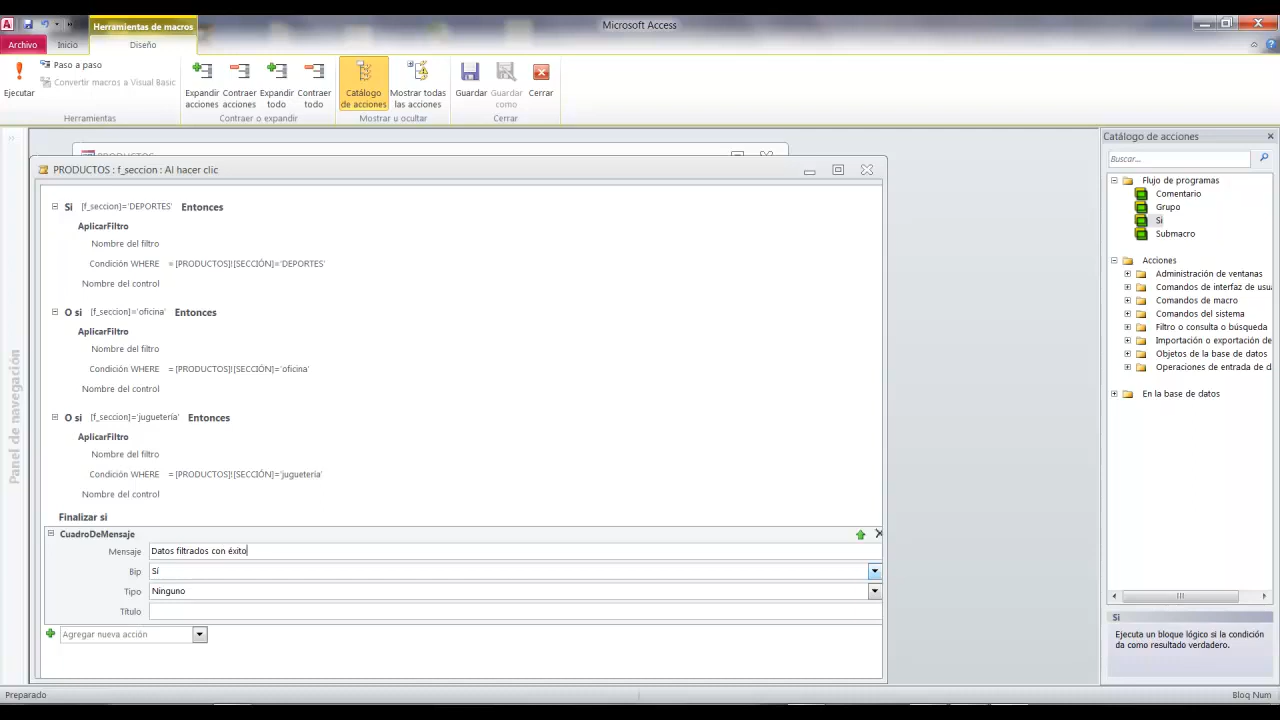 Herramientas de macros
Microsoft Access
Archivo
Inicio
Diseño
Ejecutar
Paso a paso
Convertir macros a Visual Basic
Herramientas
Expandir acciones
Contraer acciones
Expandir todo
Contraer todo
Contraer o expandir
Catálogo de acciones
Mostrar todas las acciones
Mostrar u ocultar
Guardar
Guardar como
Cerrar
Cerrar
Panel de navegación
PRODUCTOS
PRODUCTOS : f_seccion : Al hacer clic
Si [f_seccion]='DEPORTES' Entonces
AplicarFiltro
Nombre del filtro
Condición WHERE = [PRODUCTOS]![SECCIÓN]='DEPORTES'
Nombre del control
O si [f_seccion]='oficina' Entonces
AplicarFiltro
Nombre del filtro
Condición WHERE = [PRODUCTOS]![SECCIÓN]='oficina'
Nombre del control
O si [f_seccion]='juguetería' Entonces
AplicarFiltro
Nombre del filtro
Condición WHERE = [PRODUCTOS]![SECCIÓN]='juguetería'
Nombre del control
Finalizar si
CuadroDeMensaje
Mensaje Datos filtrados con éxito
Bip Sí
Tipo Ninguno
Título
Agregar nueva acción
Catálogo de acciones
Buscar...
Flujo de programas
Comentario
Grupo
Si
Submacro
Acciones
Administración de ventanas
Comandos de interfaz de usu
Comandos de macro
Comandos del sistema
Filtro o consulta o búsqueda
Importación o exportación de
Objetos de la base de datos
Operaciones de entrada de d
En la base de datos
Si
Ejecuta un bloque lógico si la condición
da como resultado verdadero.
Preparado
Bloq Num